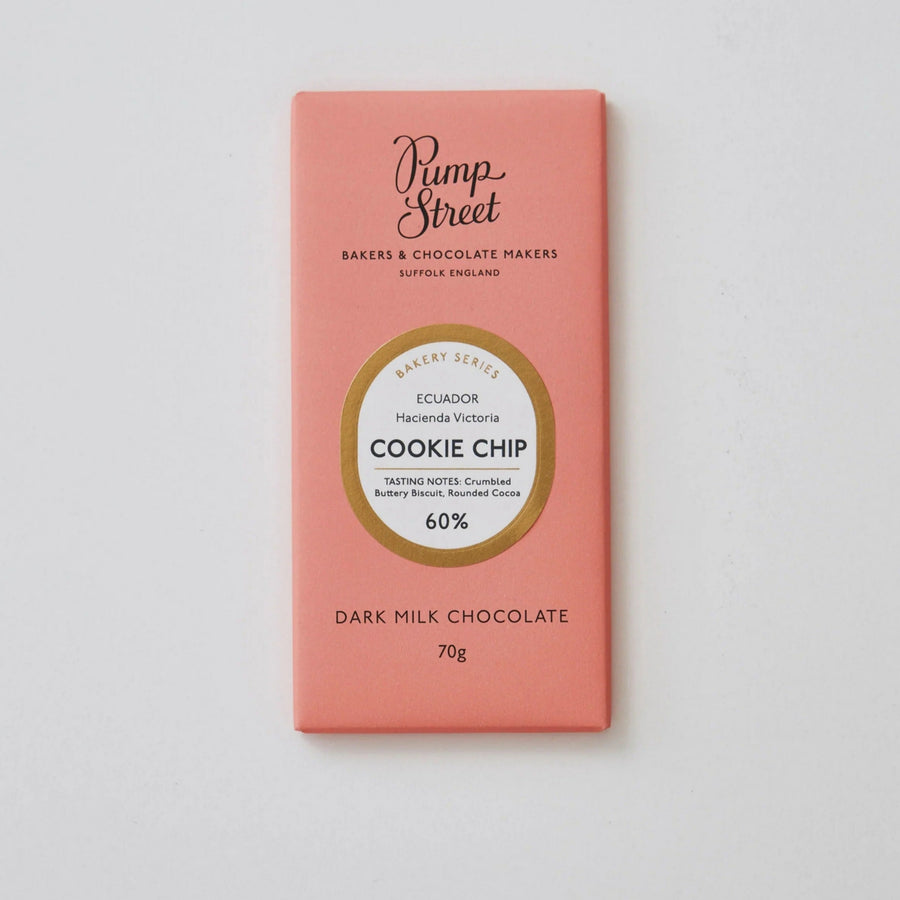 Pump
Street
BAKERS & CHOCOLATE MAKERS
SUFFOLK ENGLAND
BAKERY SERIES
ECUADOR
Hacienda Victoria
COOKIE CHIP
TASTING NOTES: Crumbled
Buttery Biscuit, Rounded Cocoa
60%
DARK MILK CHOCOLATE
70g